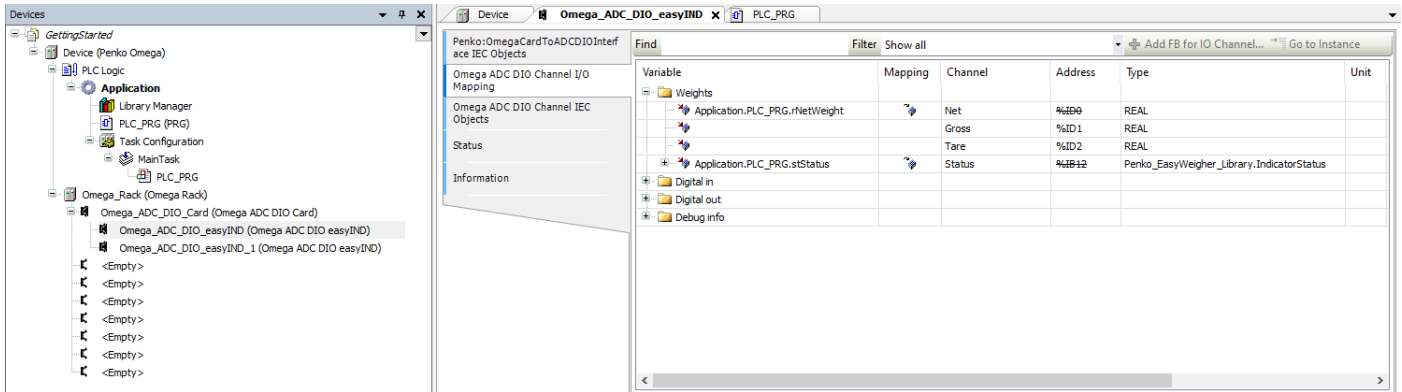 Devices
GettingStarted
Device (Penko Omega)
PLC Logic
Application
Library Manager
PLC_PRG (PRG)
Task Configuration
MainTask
PLC_PRG
Omega_Rack (Omega Rack)
Omega_ADC_DIO_Card (Omega ADC DIO Card)
Omega_ADC_DIO_easyIND (Omega ADC DIO easyIND)
Omega_ADC_DIO_easyIND_1 (Omega ADC DIO easyIND)
<Empty>
<Empty>
<Empty>
<Empty>
<Empty>
<Empty>
<Empty>
Device Omega_ADC_DIO_easyIND X PLC_PRG
Penko:OmegaCardToADCDIOInterf
ace IEC Objects
Omega ADC DIO Channel I/O
Mapping
Omega ADC DIO Channel IEC
Objects
Status
Information
Find Filter Show all Add FB for IO Channel... Go to Instance
Variable Mapping Channel Address Type Unit
Weights
Application.PLC_PRG.rNetWeight Net %ID0 REAL
Gross %ID1 REAL
Tare %ID2 REAL
Application.PLC_PRG.stStatus Status %IB12 Penko_EasyWeigher_Library.IndicatorStatus
Digital in
Digital out
Debug info